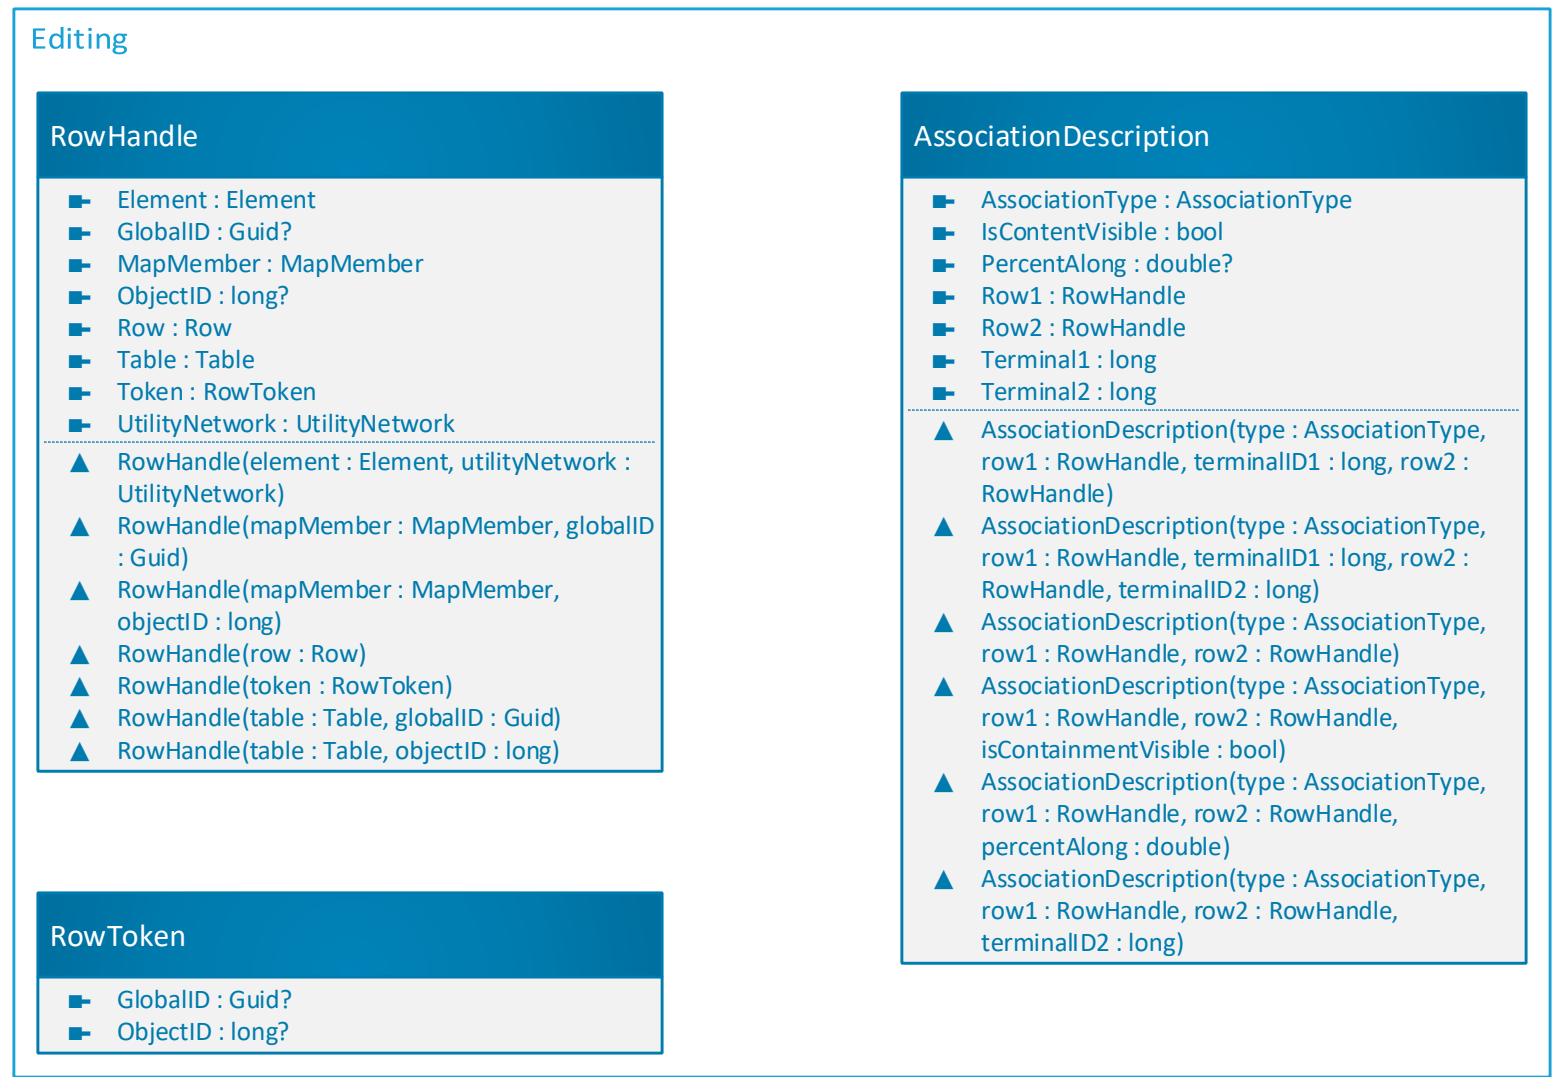 Editing
RowHandle
Element : Element
GlobalID : Guid?
MapMember : MapMember
ObjectID : long?
Row : Row
Table : Table
Token : RowToken
UtilityNetwork : UtilityNetwork
RowHandle(element : Element, utilityNetwork :
UtilityNetwork)
RowHandle(mapMember : MapMember, globalID
: Guid)
RowHandle(mapMember : MapMember,
objectID : long)
RowHandle(row : Row)
RowHandle(token : RowToken)
RowHandle(table : Table, globalID : Guid)
RowHandle(table : Table, objectID : long)
RowToken
GlobalID : Guid?
ObjectID : long?
AssociationDescription
AssociationType : AssociationType
IsContentVisible : bool
PercentAlong : double?
Row1 : RowHandle
Row2 : RowHandle
Terminal1 : long
Terminal2 : long
AssociationDescription(type : AssociationType,
row1 : RowHandle, terminalID1 : long, row2 :
RowHandle)
AssociationDescription(type : AssociationType,
row1 : RowHandle, terminalID1 : long, row2 :
RowHandle, terminalID2 : long)
AssociationDescription(type : AssociationType,
row1 : RowHandle, row2 : RowHandle)
AssociationDescription(type : AssociationType,
row1 : RowHandle, row2 : RowHandle,
isContainmentVisible : bool)
AssociationDescription(type : AssociationType,
row1 : RowHandle, row2 : RowHandle,
percentAlong : double)
AssociationDescription(type : AssociationType,
row1 : RowHandle, row2 : RowHandle,
terminalID2 : long)